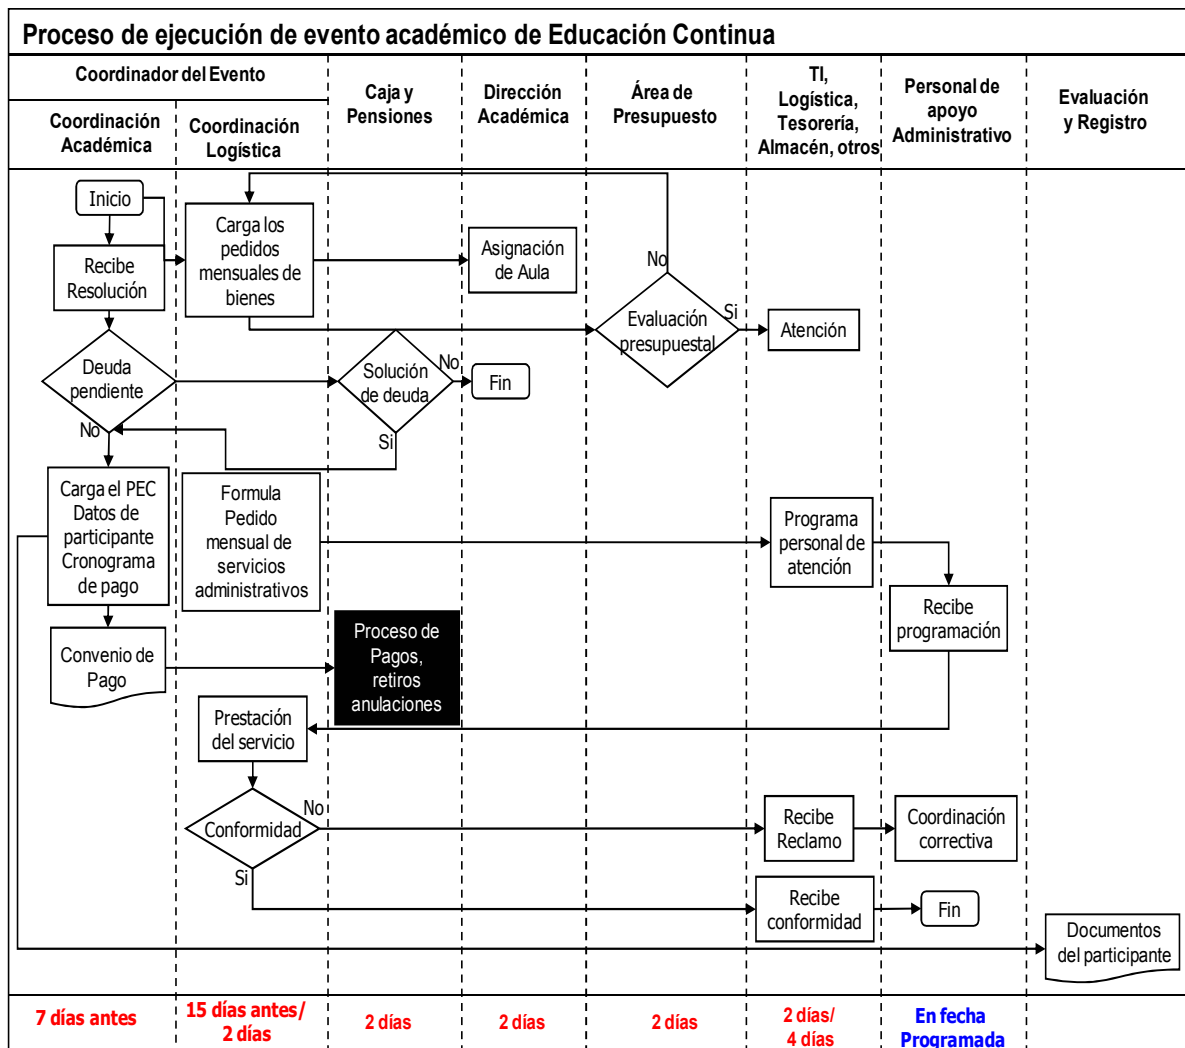 Proceso de ejecución de evento académico de Educación Continua
Coordinador del Evento
Coordinación
Académica
Coordinación
Logística
Caja y
Pensiones
Dirección
Académica
Área de
Presupuesto
TI,
Logística,
Tesorería,
Almacén, otros
Personal de
apoyo
Administrativo
Evaluación
y Registro
Inicio
Recibe
Resolución
Carga los
pedidos
mensuales de
bienes
Asignación
de Aula
No
Evaluación
presupuestal
Si
Atención
Deuda
pendiente
Solución
de deuda
No
Fin
No
Si
Carga el PEC
Datos de
participante
Cronograma
de pago
Formula
Pedido
mensual de
servicios
administrativos
Programa
personal de
atención
Recibe
programación
Convenio de
Pago
Proceso de
Pagos,
retiros
anulaciones
Prestación
del servicio
Conformidad
No
Si
Recibe
Reclamo
Coordinación
correctiva
Recibe
conformidad
Fin
Documentos
del participante
7 días antes
15 días antes/
2 días
2 días
2 días
2 días
2 días/
4 días
En fecha
Programada